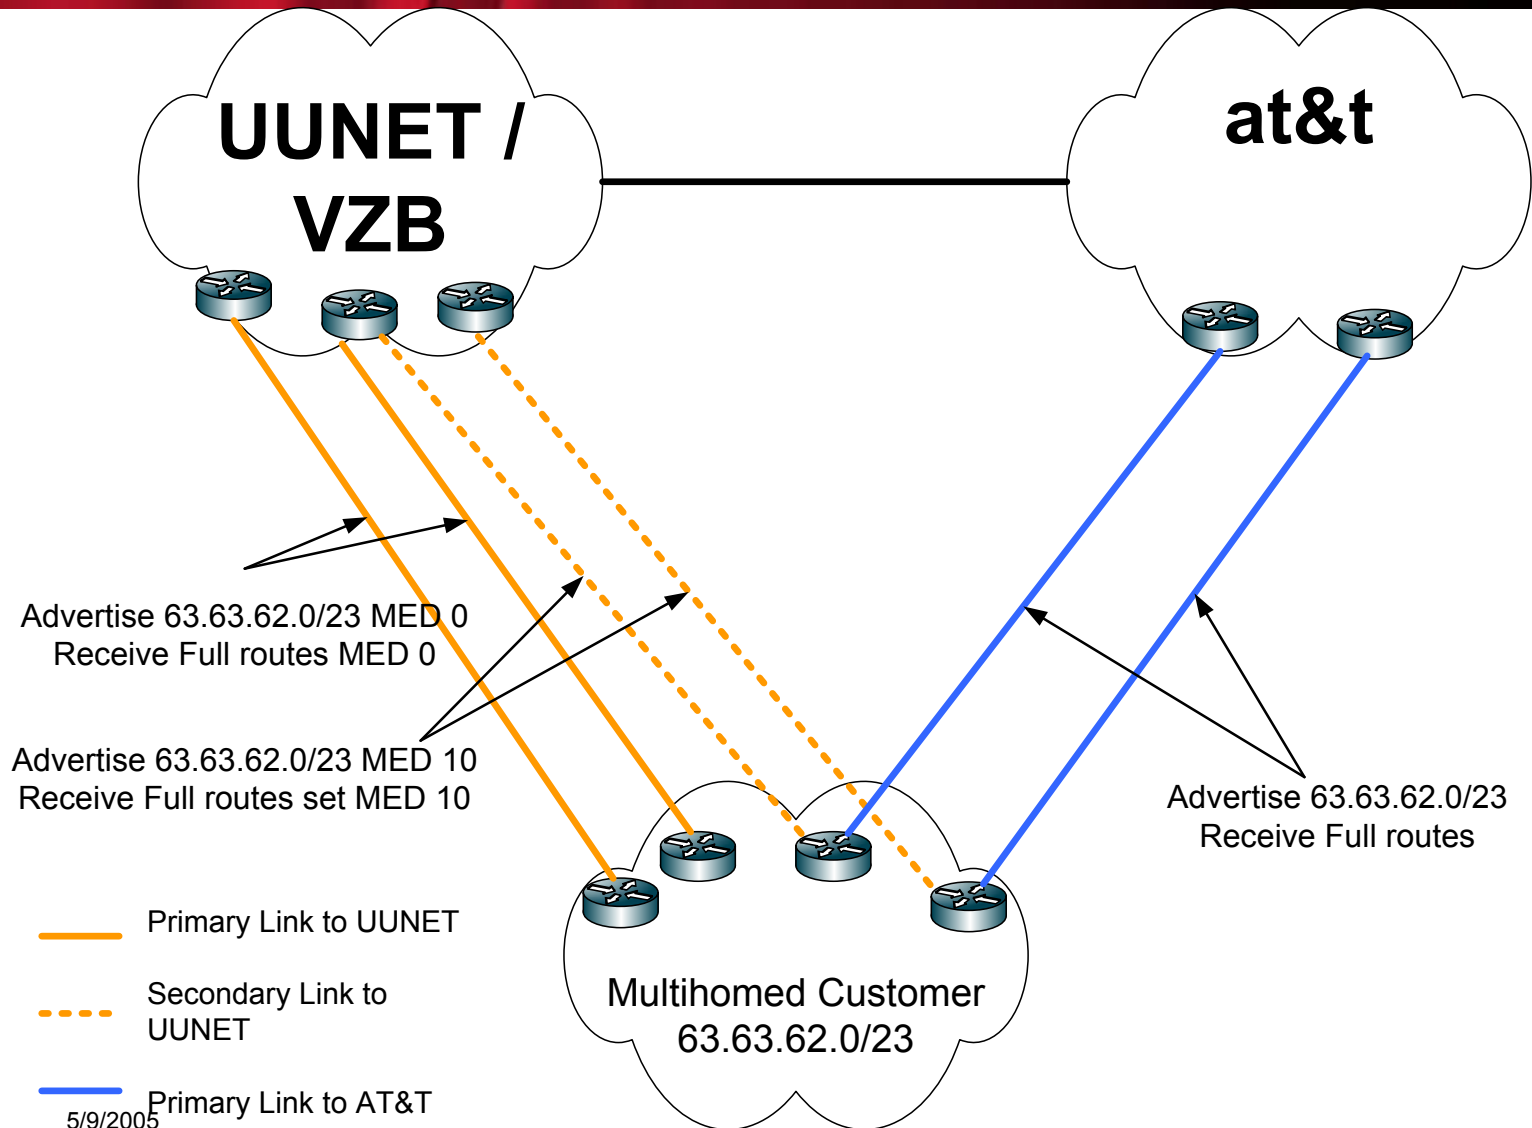 UUNET /
VZB
at&t
Advertise 63.63.62.0/23 MED 0
Receive Full routes MED 0
Advertise 63.63.62.0/23 MED 10
Receive Full routes set MED 10
Advertise 63.63.62.0/23
Receive Full routes
Multihomed Customer
63.63.62.0/23
Primary Link to UUNET
Secondary Link to
UUNET
Primary Link to AT&T
5/9/2005